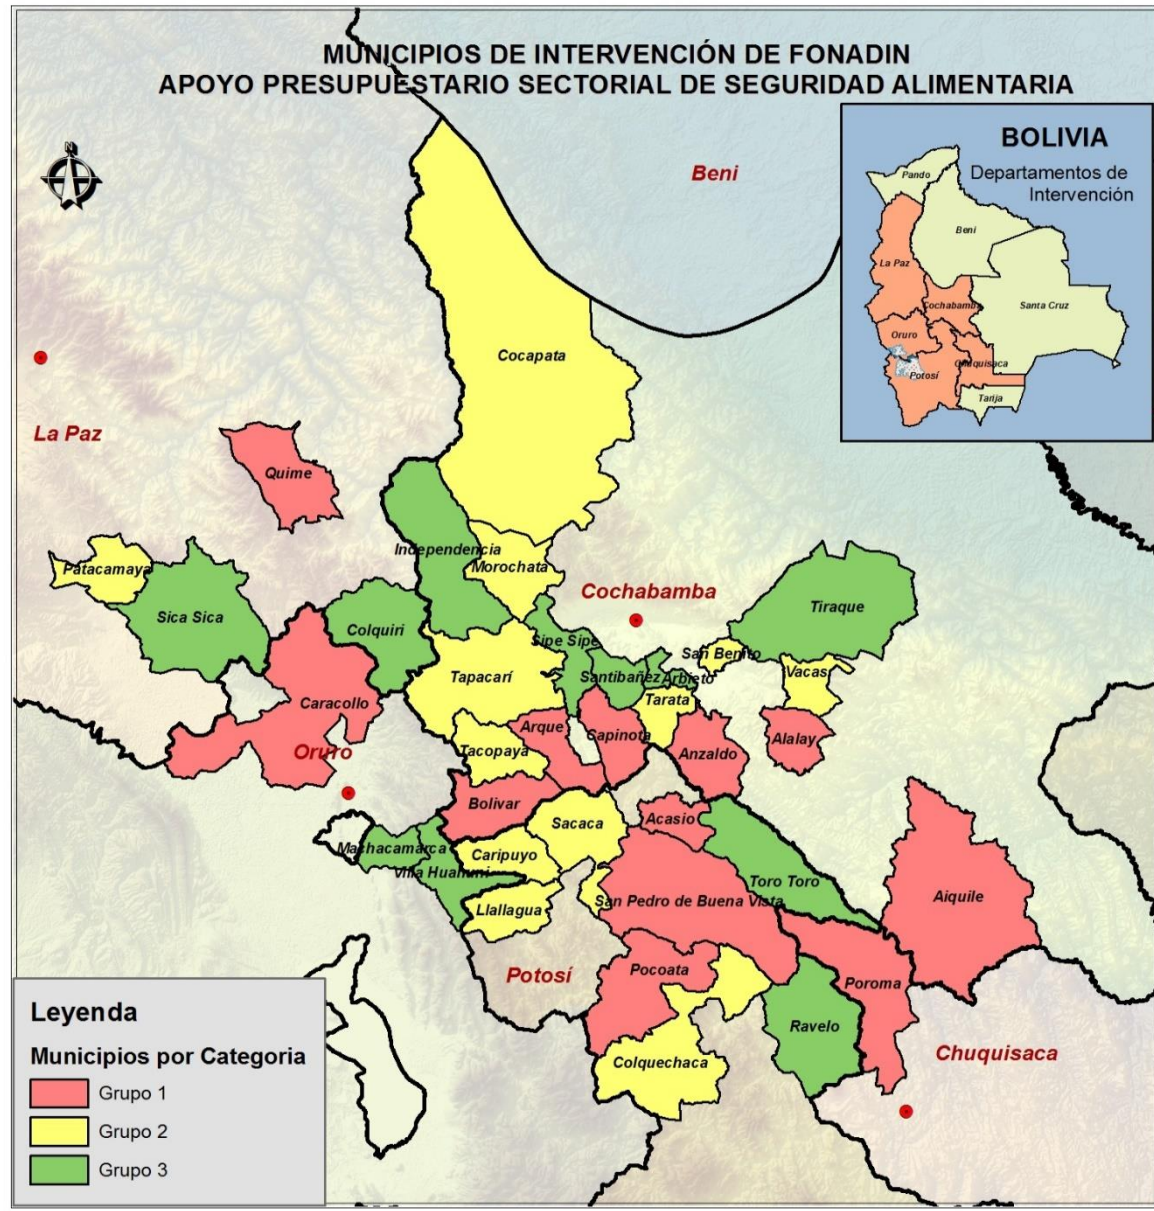 MUNICIPIOS DE INTERVENCIÓN DE FONADIN
APOYO PRESUPUESTARIO SECTORIAL DE SEGURIDAD ALIMENTARIA
N
BOLIVIA
Departamentos de
Intervención
Pando
Beni
La Paz
Cochabamba
Santa Cruz
Oruro
Chuquisaca
Potosí
Tarija
Beni
Cocapata
La Paz
Quime
Independencia
Morochata
Patacamaya
Cochabamba
Tiraque
Sica Sica
Colquiri
Sipe Sipe
San Benito
Tapacarí
Santibañez
Arbieto
Vacas
Caracollo
Tarata
Arque
Capinota
Anzaldo
Alalay
Oruro
Tacopaya
Bolivar
Sacaca
Acasio
Machacamarca
Caripuyo
Villa Huanuni
Toro Toro
Aiquile
Llallagua
San Pedro de Buena Vista
Potosí
Pocoata
Poroma
Ravelo
Chuquisaca
Colquechaca
Leyenda
Municipios por Categoria
Grupo 1
Grupo 2
Grupo 3